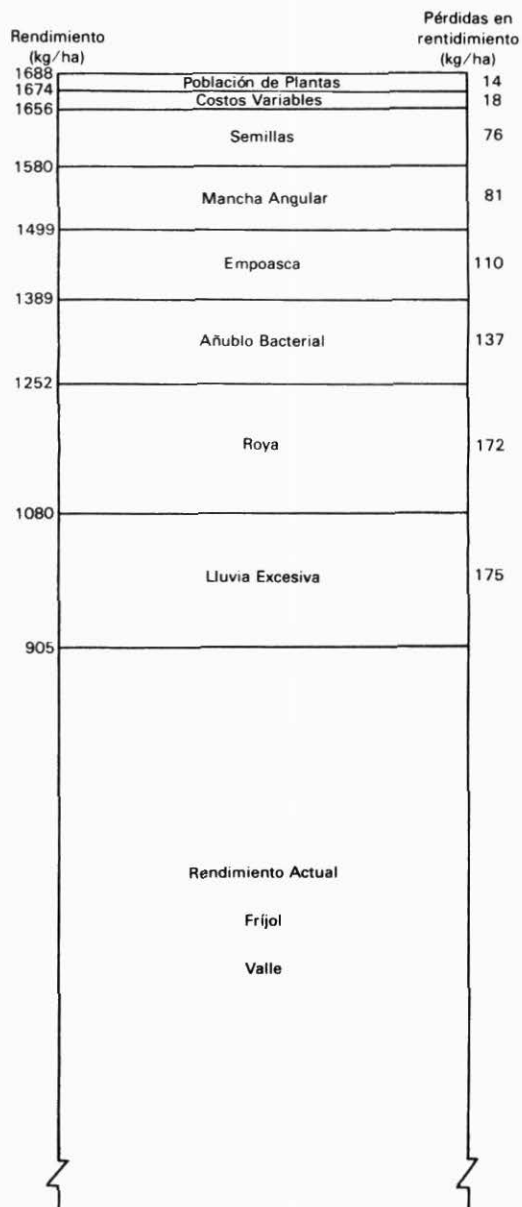 Rendimiento
(kg/ha)
Pérdidas en
rentidimiento
(kg/ha)
1688
Población de Plantas
14
1674
Costos Variables
18
1656
Semillas
76
1580
Mancha Angular
81
1499
Empoasca
110
1389
Añublo Bacterial
137
1252
Roya
172
1080
Lluvia Excesiva
175
905
Rendimiento Actual
Fríjol
Valle